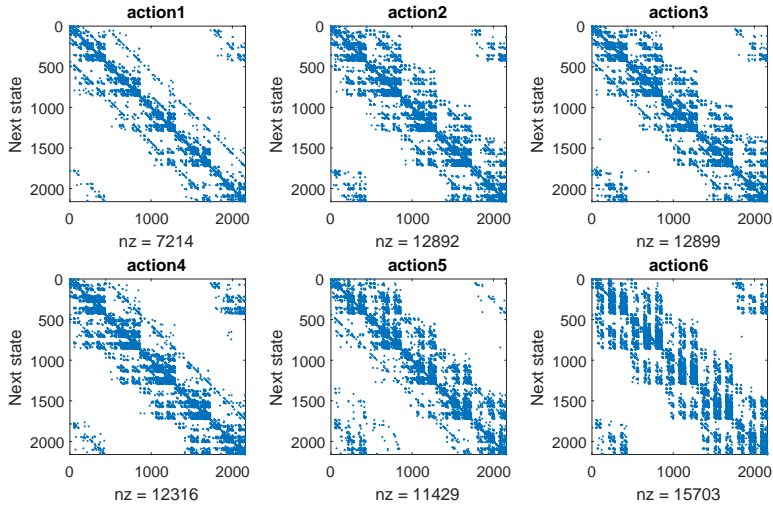 action1
action2
action3
0
500
1000
1500
2000
Next state
0 1000 2000
nz = 7214
0
500
1000
1500
2000
Next state
0 1000 2000
nz = 12892
0
500
1000
1500
2000
Next state
0 1000 2000
nz = 12899
action4
action5
action6
0
500
1000
1500
2000
Next state
0 1000 2000
nz = 12316
0
500
1000
1500
2000
Next state
0 1000 2000
nz = 11429
0
500
1000
1500
2000
Next state
0 1000 2000
nz = 15703